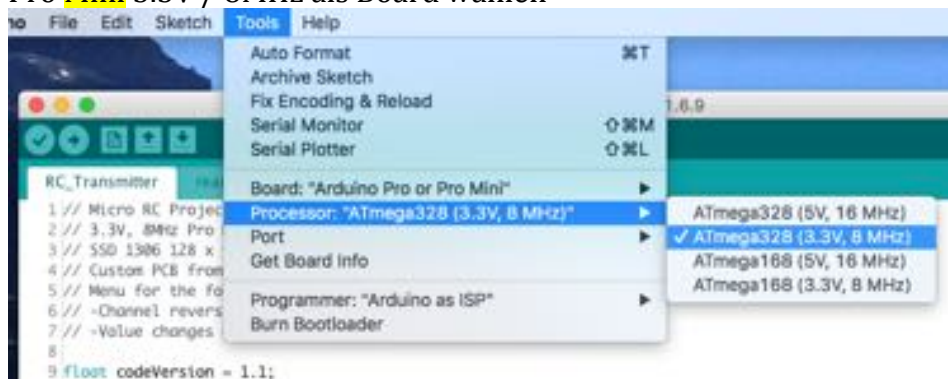 Pro Mini 3.3V / 8MHz als Board wählen
no File Edit Sketch Tools Help
Auto Format ⌘T
Archive Sketch
Fix Encoding & Reload
Serial Monitor ⇧⌘M
Serial Plotter ⇧⌘L
Board: "Arduino Pro or Pro Mini"
Processor: "ATmega328 (3.3V, 8 MHz)"
Port
Get Board Info
Programmer: "Arduino as ISP"
Burn Bootloader
ATmega328 (5V, 16 MHz)
✓ ATmega328 (3.3V, 8 MHz)
ATmega168 (5V, 16 MHz)
ATmega168 (3.3V, 8 MHz)
1.6.9
RC_Transmitter
1 // Micro RC Projec
2 // 3.3V, 8MHz Pro
3 // SSD 1306 128 x
4 // Custom PCB from
5 // Menu for the fo
6 // -Channel revers
7 // -Value changes
8
9 float codeVersion = 1.1;